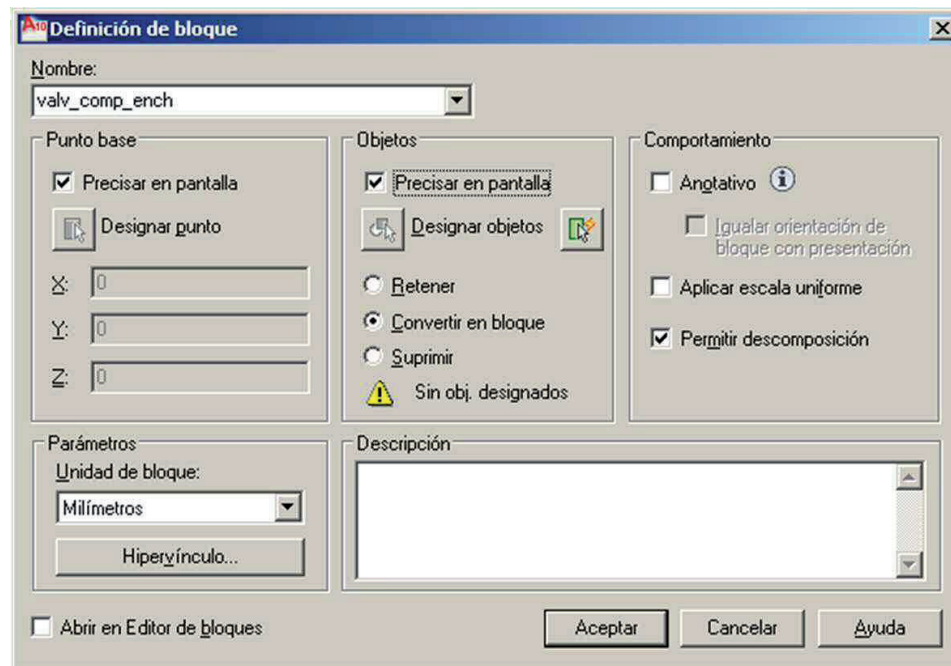 A10 Definición de bloque
Nombre:
valv_comp_ench
Punto base
Precisar en pantalla
Designar punto
X: 0
Y: 0
Z: 0
Objetos
Precisar en pantalla
Designar objetos
Retener
Convertir en bloque
Suprimir
Sin obj. designados
Comportamiento
Anotativo
Igualar orientación de
bloque con presentación
Aplicar escala uniforme
Permitir descomposición
Parámetros
Unidad de bloque:
Milímetros
Hipervínculo...
Descripción
Abrir en Editor de bloques
Aceptar
Cancelar
Ayuda